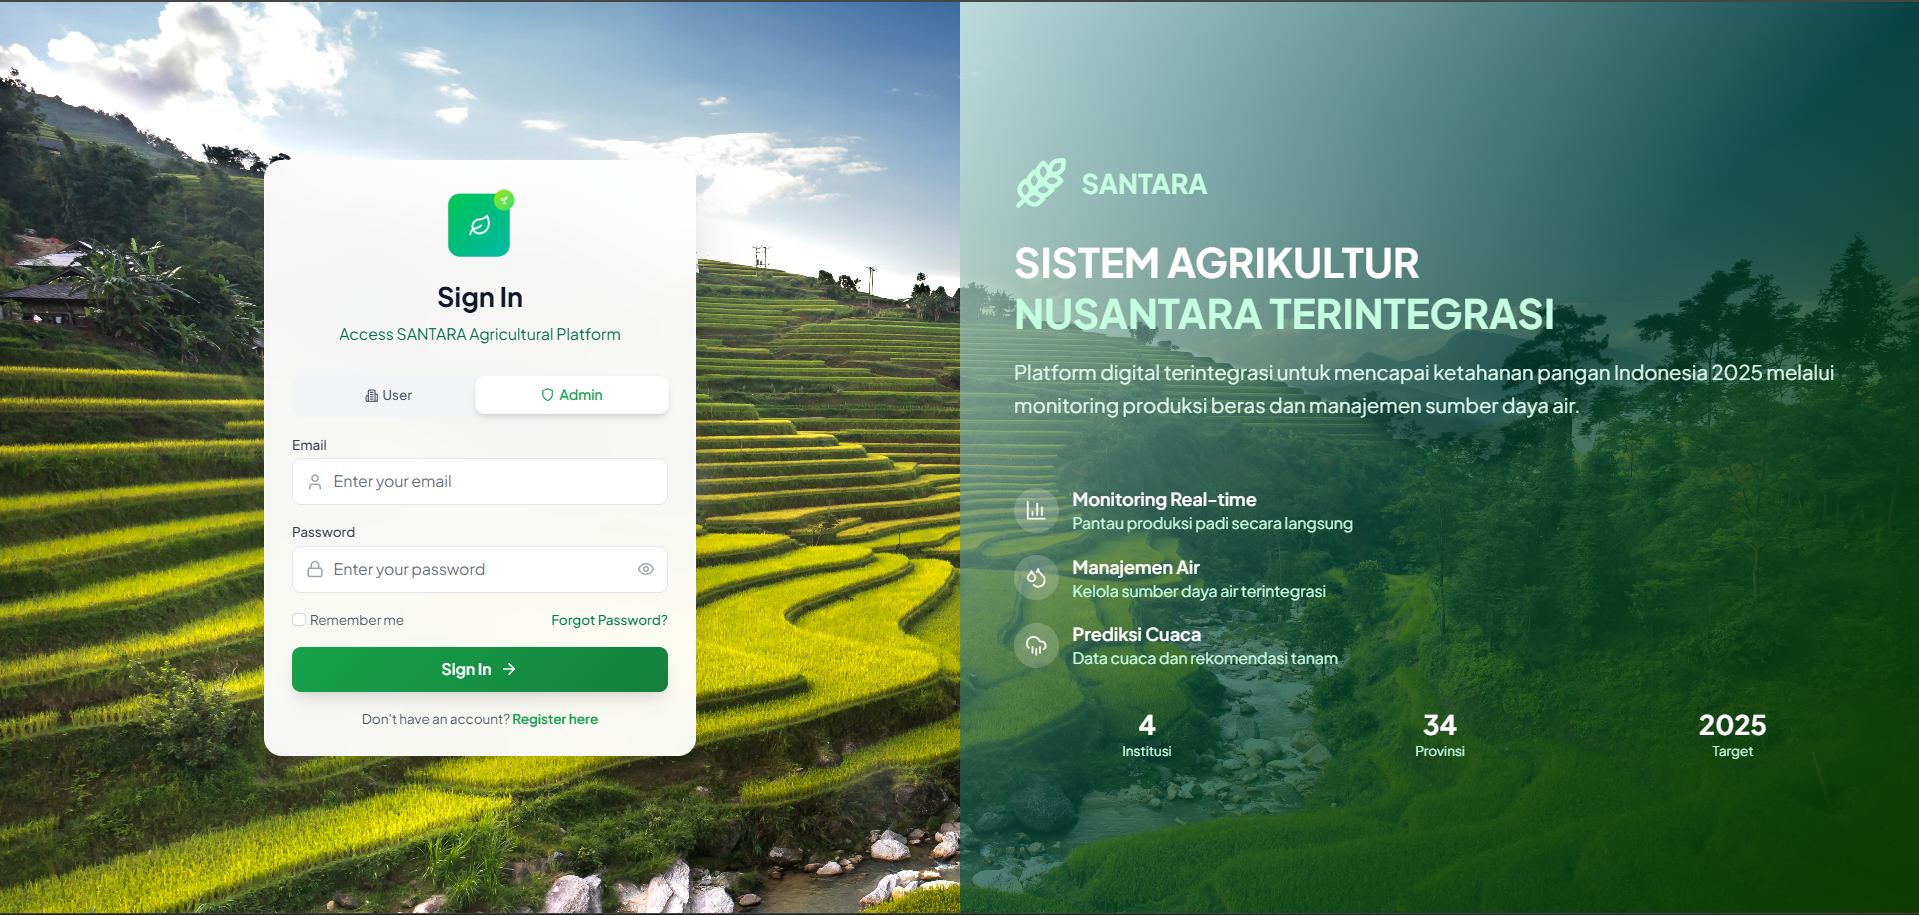 Sign In
Access SANTARA Agricultural Platform
User
Admin
Email
Enter your email
Password
Enter your password
Remember me
Forgot Password?
Sign In
Don't have an account? Register here
SANTARA
SISTEM AGRIKULTUR
NUSANTARA TERINTEGRASI
Platform digital terintegrasi untuk mencapai ketahanan pangan Indonesia 2025 melalui
monitoring produksi beras dan manajemen sumber daya air.
Monitoring Real-time
Pantau produksi padi secara langsung
Manajemen Air
Kelola sumber daya air terintegrasi
Prediksi Cuaca
Data cuaca dan rekomendasi tanam
4
Institusi
34
Provinsi
2025
Target